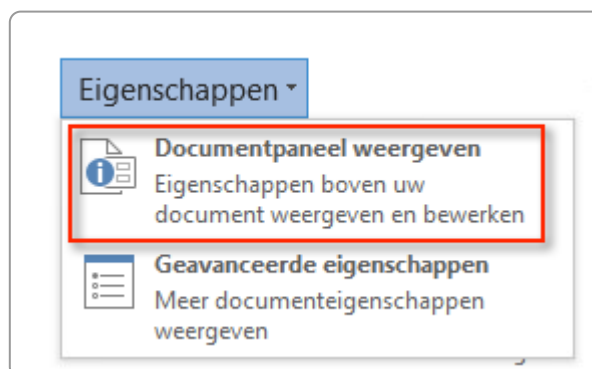 Eigenschappen
Documentpaneel weergeven
Eigenschappen boven uw
document weergeven en bewerken
Geavanceerde eigenschappen
Meer documenteigenschappen
weergeven